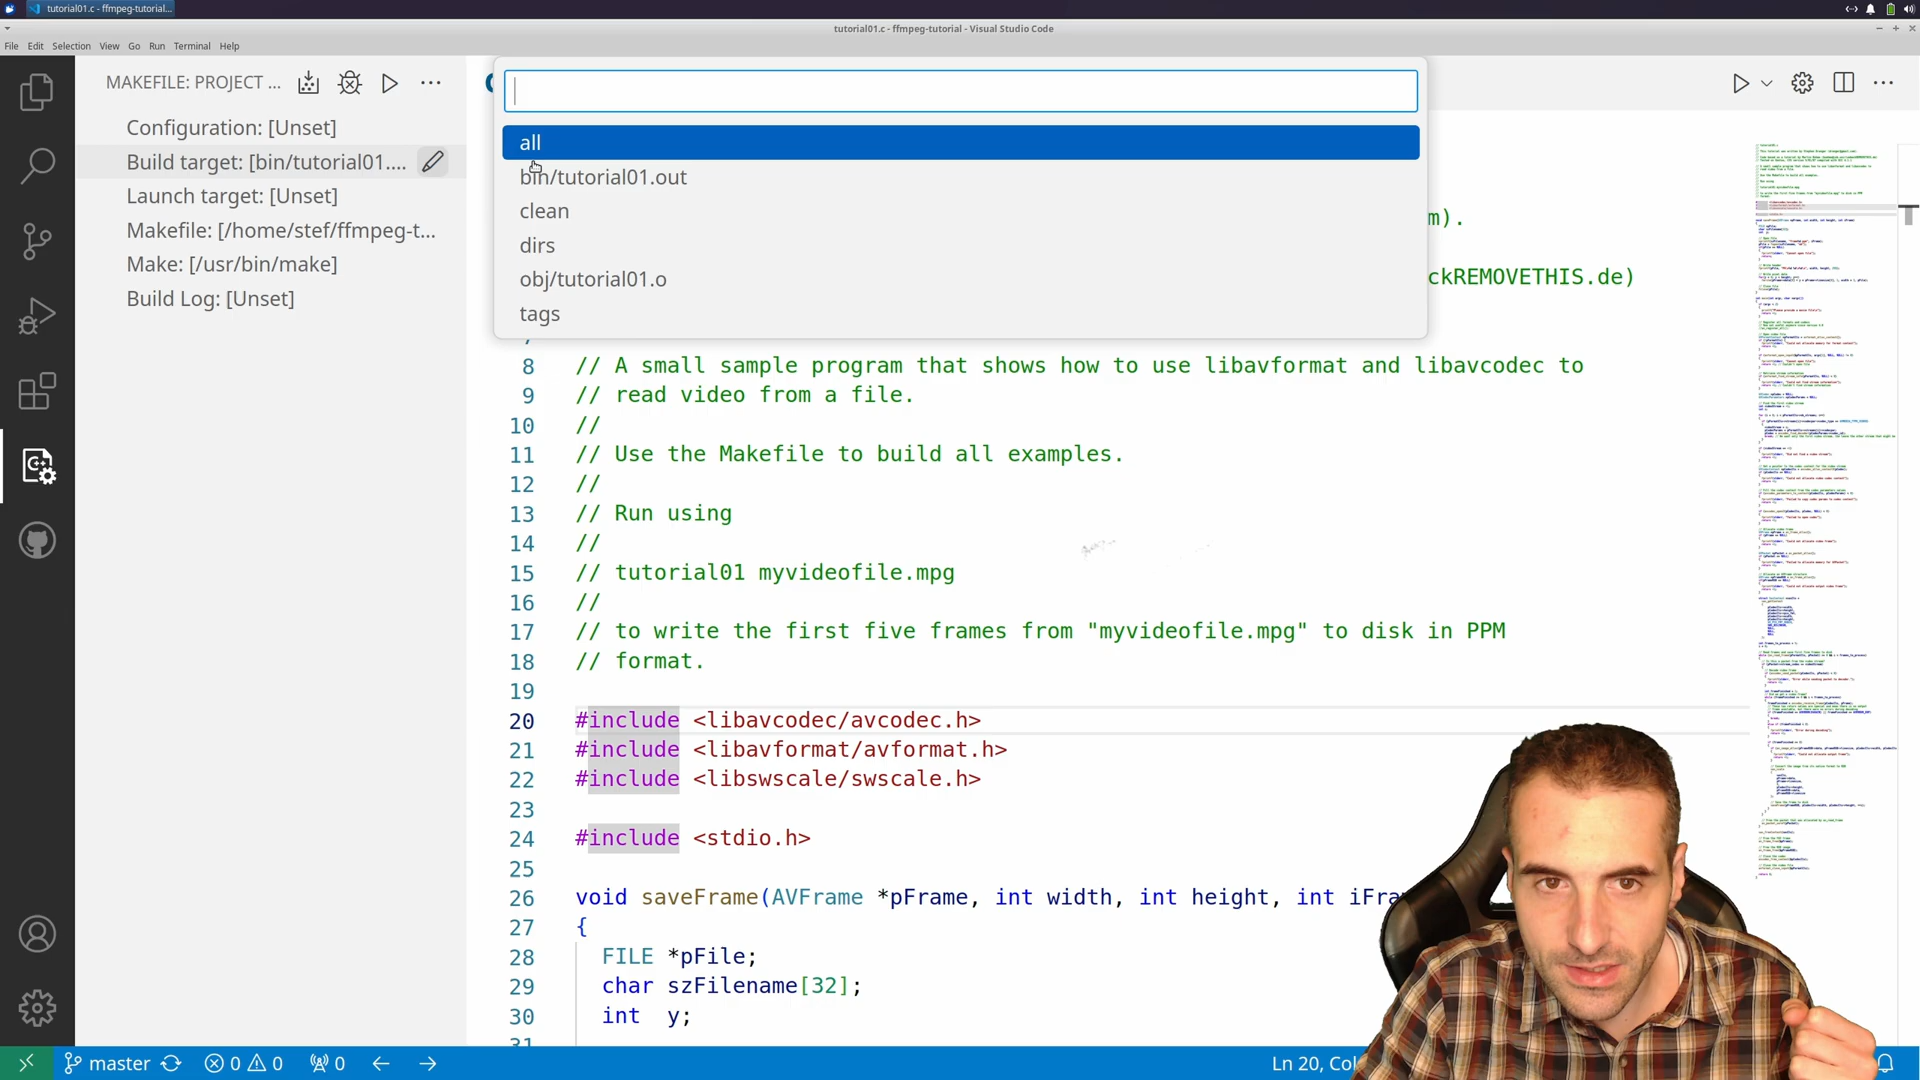 tutorial01.c - ffmpeg-tutorial...
tutorial01.c - ffmpeg-tutorial - Visual Studio Code
File Edit Selection View Go Run Terminal Help
MAKEFILE: PROJECT ...
Configuration: [Unset]
Build target: [bin/tutorial01....
Launch target: [Unset]
Makefile: [/home/stef/ffmpeg-t...
Make: [/usr/bin/make]
Build Log: [Unset]
all
bin/tutorial01.out
clean
dirs
obj/tutorial01.o
tags
m).
ckREMOVETHIS.de)
8 // A small sample program that shows how to use libavformat and libavcodec to
9 // read video from a file.
10 //
11 // Use the Makefile to build all examples.
12 //
13 // Run using
14 //
15 // tutorial01 myvideofile.mpg
16 //
17 // to write the first five frames from "myvideofile.mpg" to disk in PPM
18 // format.
19
20 #include <libavcodec/avcodec.h>
21 #include <libavformat/avformat.h>
22 #include <libswscale/swscale.h>
23
24 #include <stdio.h>
25
26 void saveFrame(AVFrame *pFrame, int width, int height, int iFra
27 {
28 FILE *pFile;
29 char szFilename[32];
30 int y;
master 0 0 0
Ln 20, Col